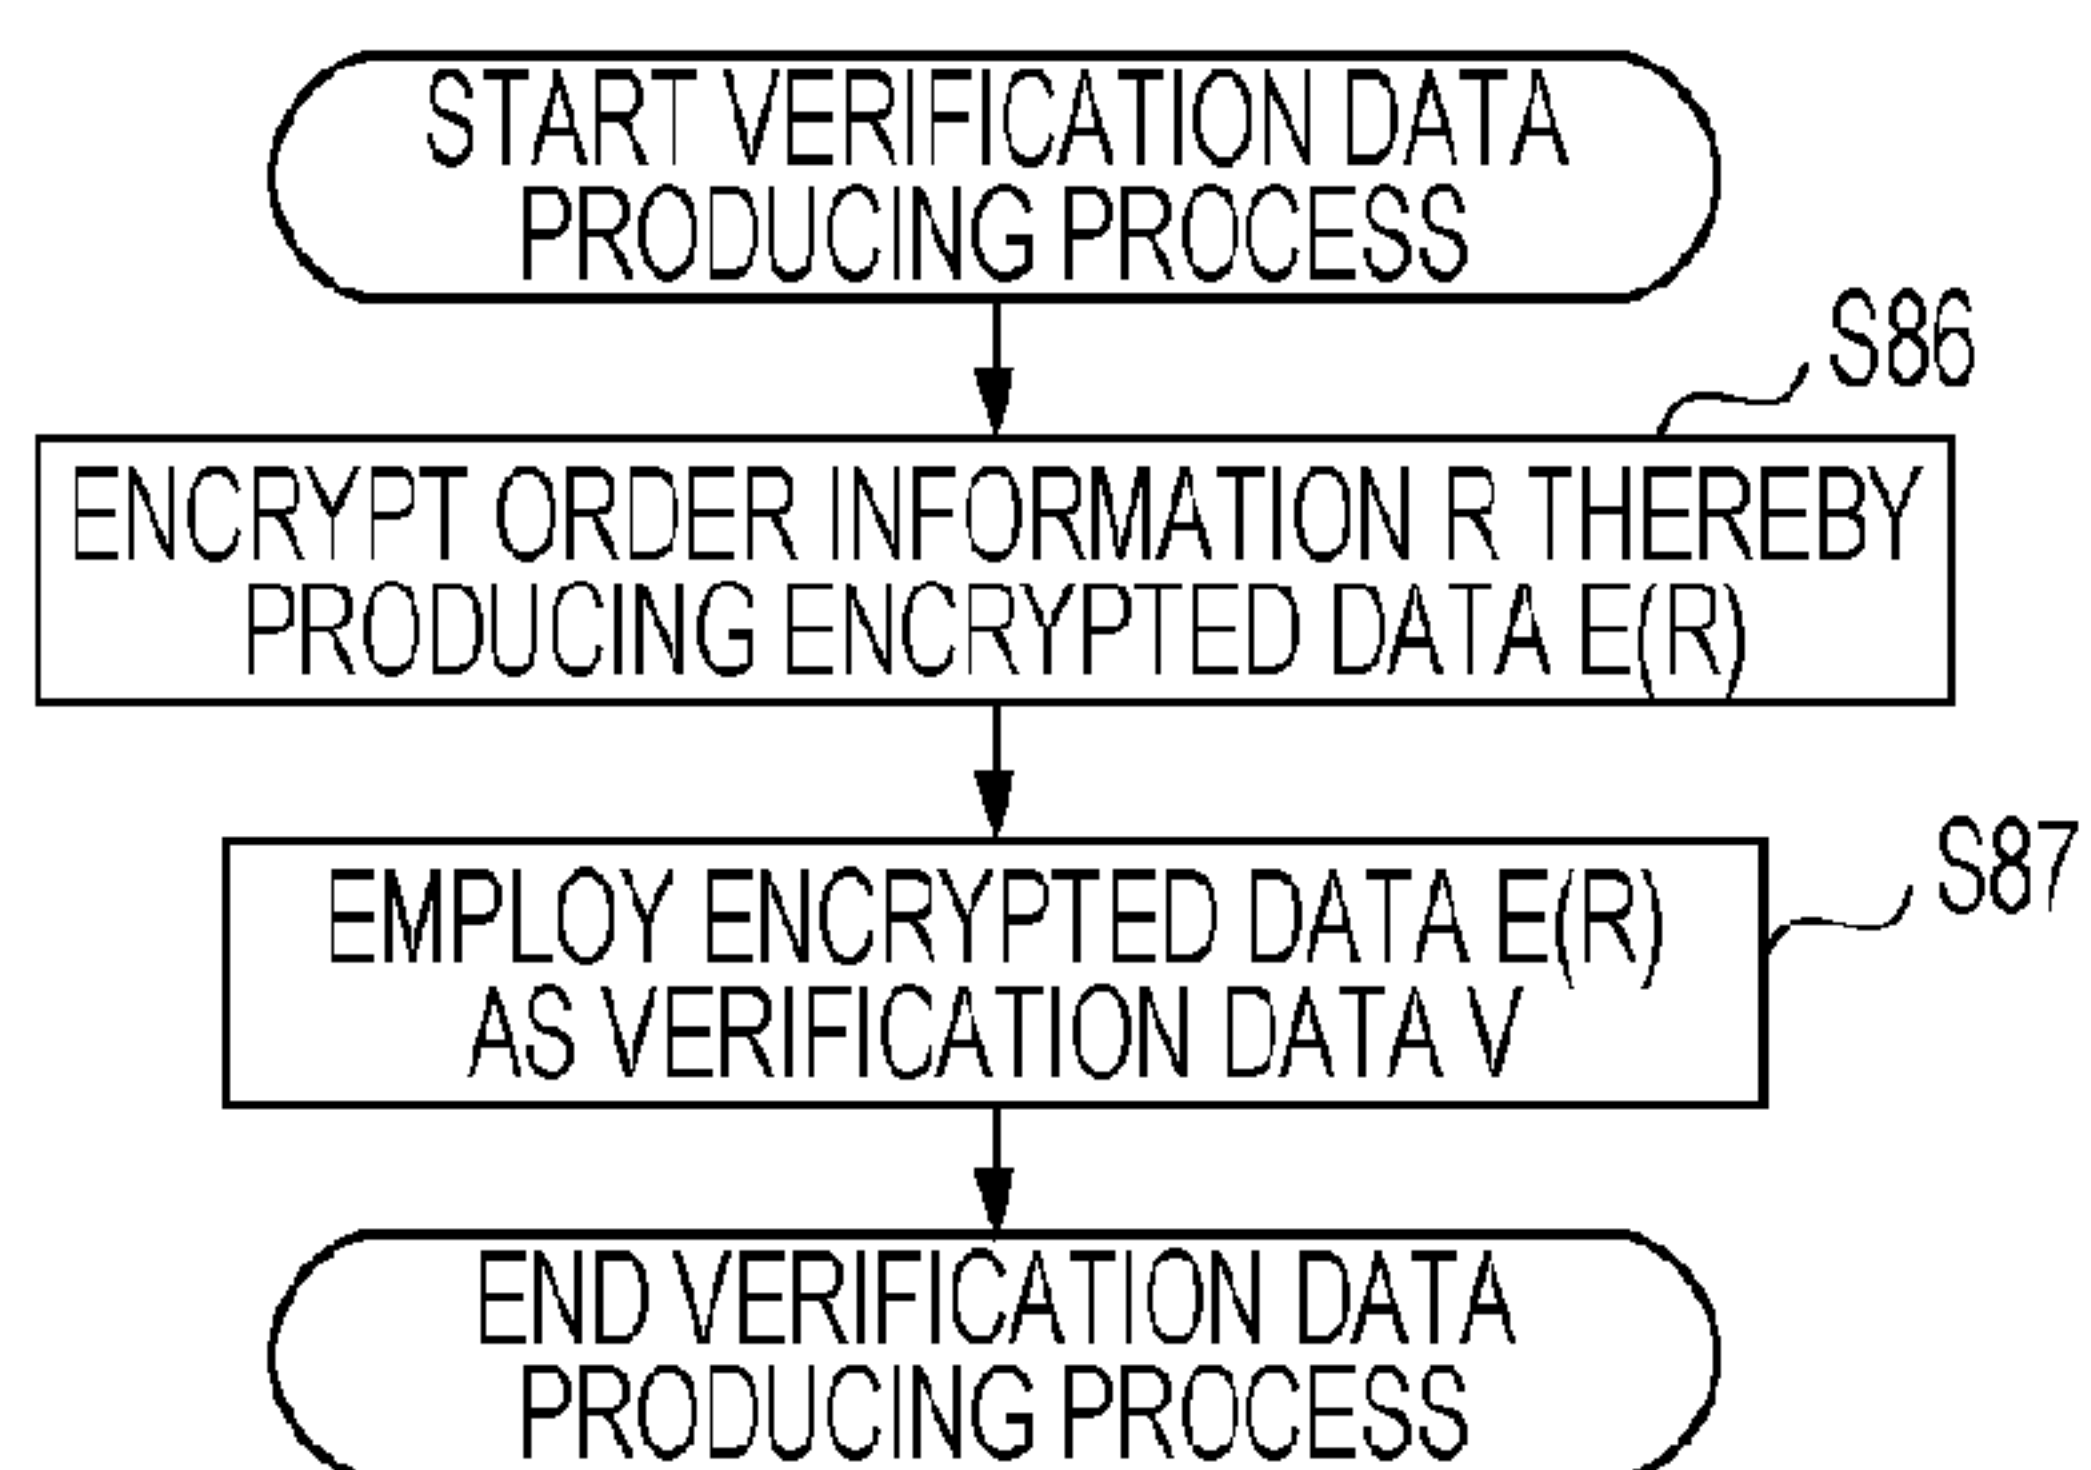 START VERIFICATION DATA
PRODUCING PROCESS
S86
ENCRYPT ORDER INFORMATION R THEREBY
PRODUCING ENCRYPTED DATA E(R)
S87
EMPLOY ENCRYPTED DATA E(R)
AS VERIFICATION DATA V
END VERIFICATION DATA
PRODUCING PROCESS